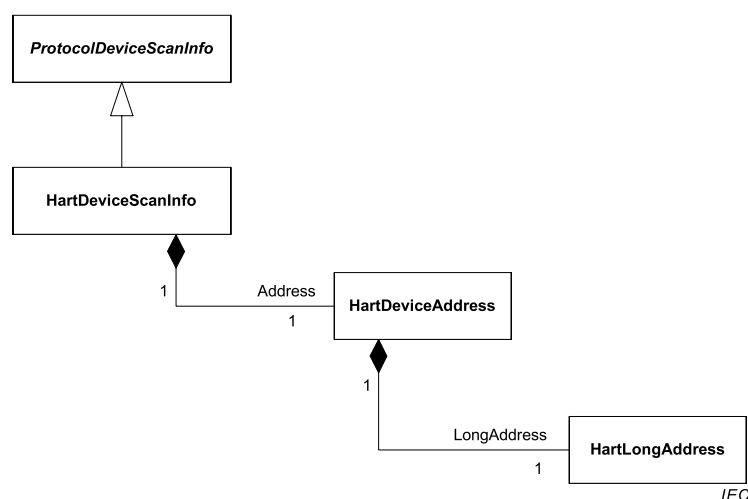 ProtocolDeviceScanInfo
HartDeviceScanInfo
1
Address
1
HartDeviceAddress
1
LongAddress
1
HartLongAddress
IEC